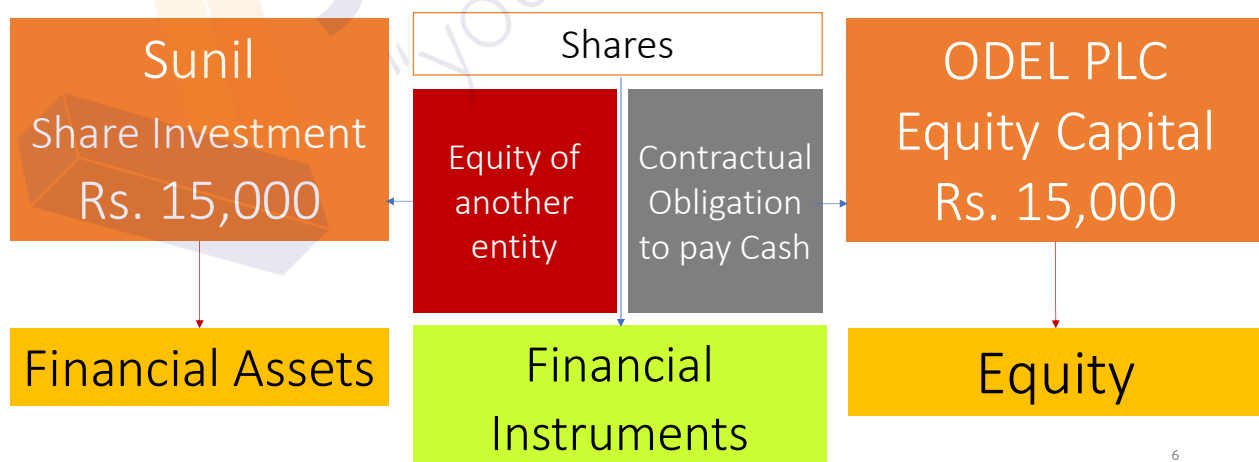 Sunil
Share Investment
Rs. 15,000
Shares
Equity of
another
entity
Contractual
Obligation
to pay Cash
ODEL PLC
Equity Capital
Rs. 15,000
Financial Assets
Financial
Instruments
Equity
"you
6